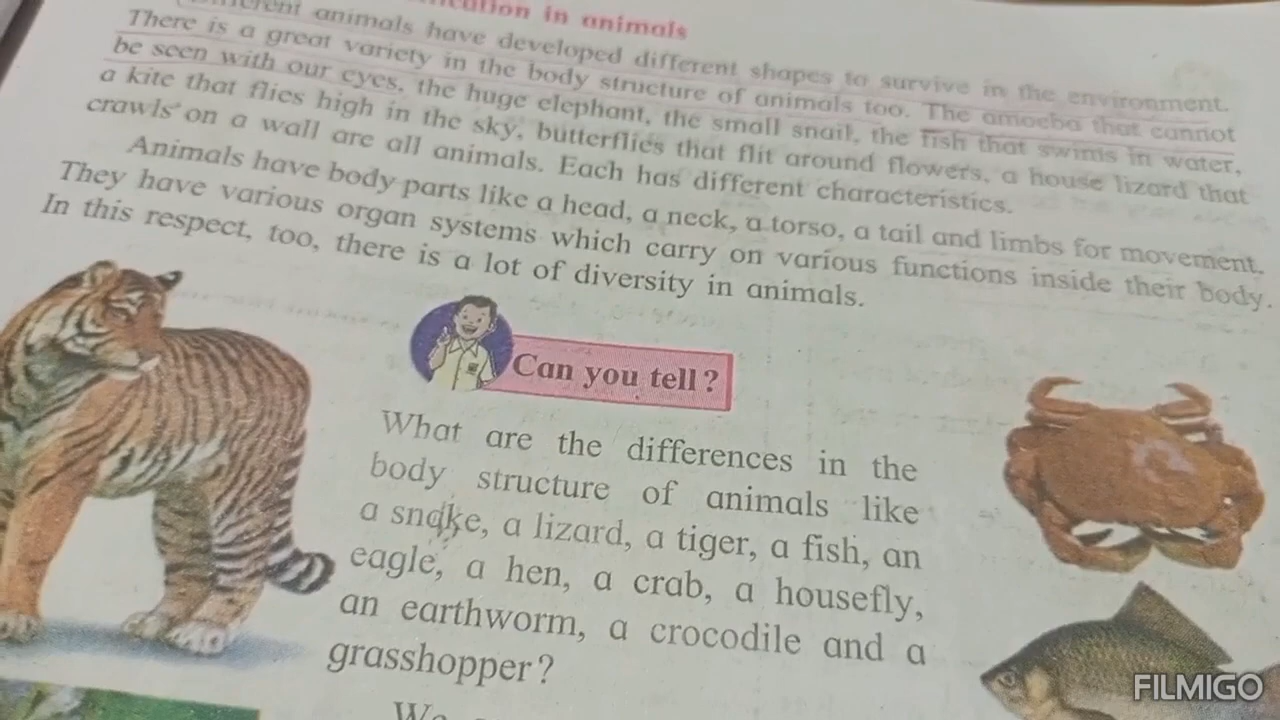 in animals
animals have developed different shapes to survive in the environment.
There is a great variety in the body structure of animals too. The amoeba that cannot
be seen with our eyes, the huge elephant, the small snail, the fish that swims in water,
a kite that flies high in the sky, butterflies that flit around flowers, a house lizard that
crawls on a wall are all animals. Each has different characteristics.
Animals have body parts like a head, a neck, a torso, a tail and limbs for movement.
They have various organ systems which carry on various functions inside their body.
In this respect, too, there is a lot of diversity in animals.
Can you tell?
What are the differences in the
body structure of animals like
a snake, a lizard, a tiger, a fish, an
eagle, a hen, a crab, a housefly,
an earthworm, a crocodile and a
grasshopper?
FILMIGO